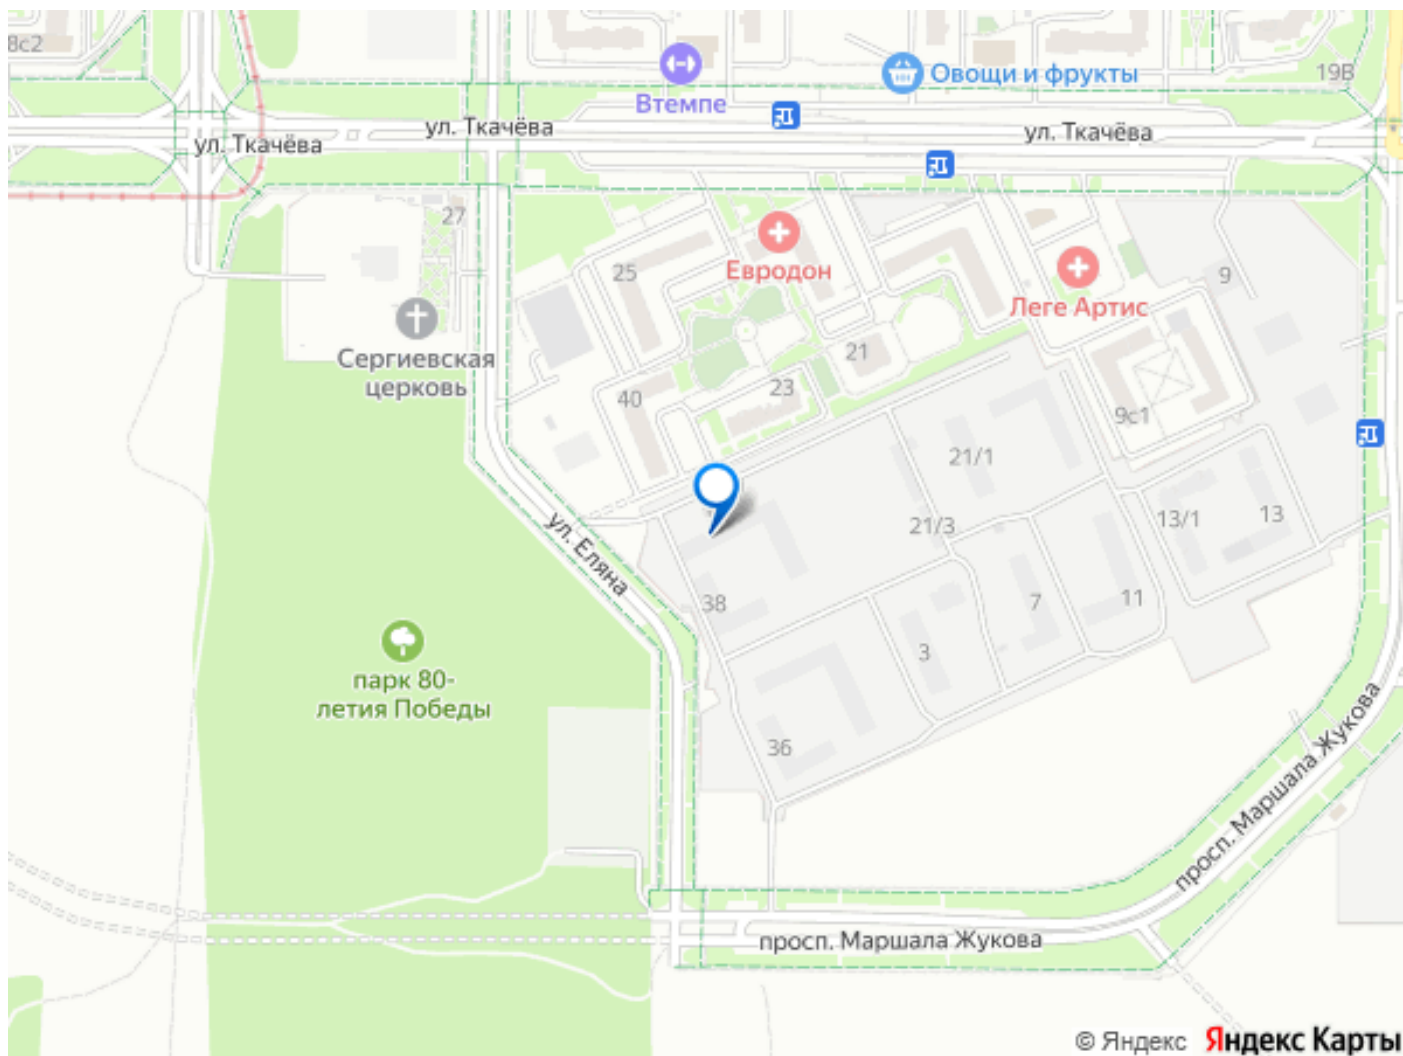 8с2
Втемпе
Овощи и фрукты
19В
ул. Ткачёва
ул. Ткачёва
ул. Ткачёва
27
25
Евродон
Леге Артис
9
Сергиевская
церковь
40
23
21
9с1
21/1
21/3
13/1
13
ул. Еляна
38
7
11
3
парк 80-
летия Победы
36
просп. Маршала Жукова
просп. Маршала Жукова
© Яндекс Яндекс Карты